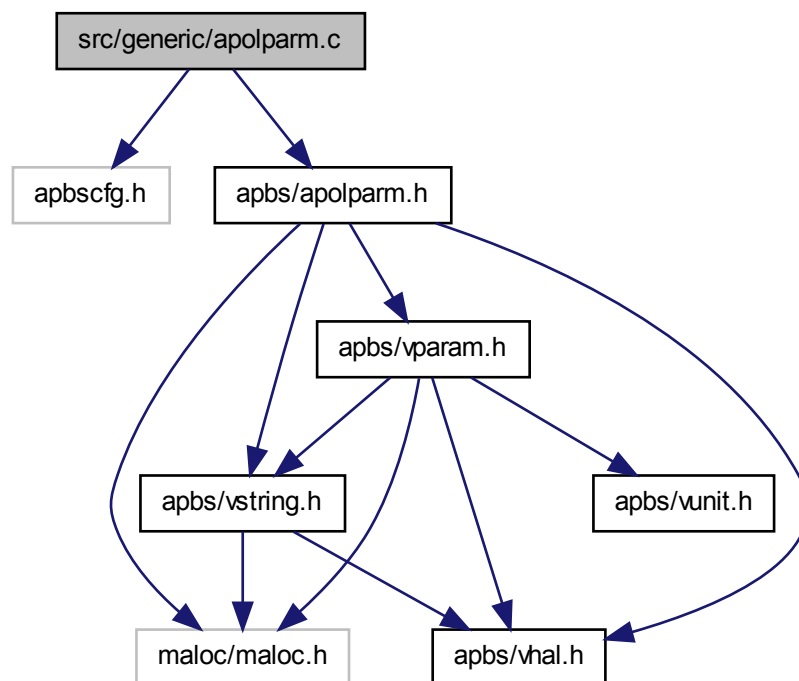 src/generic/apolparm.c
apbscfg.h
apbs/apolparm.h
apbs/vparam.h
apbs/vstring.h
apbs/vunit.h
maloc/maloc.h
apbs/vhal.h